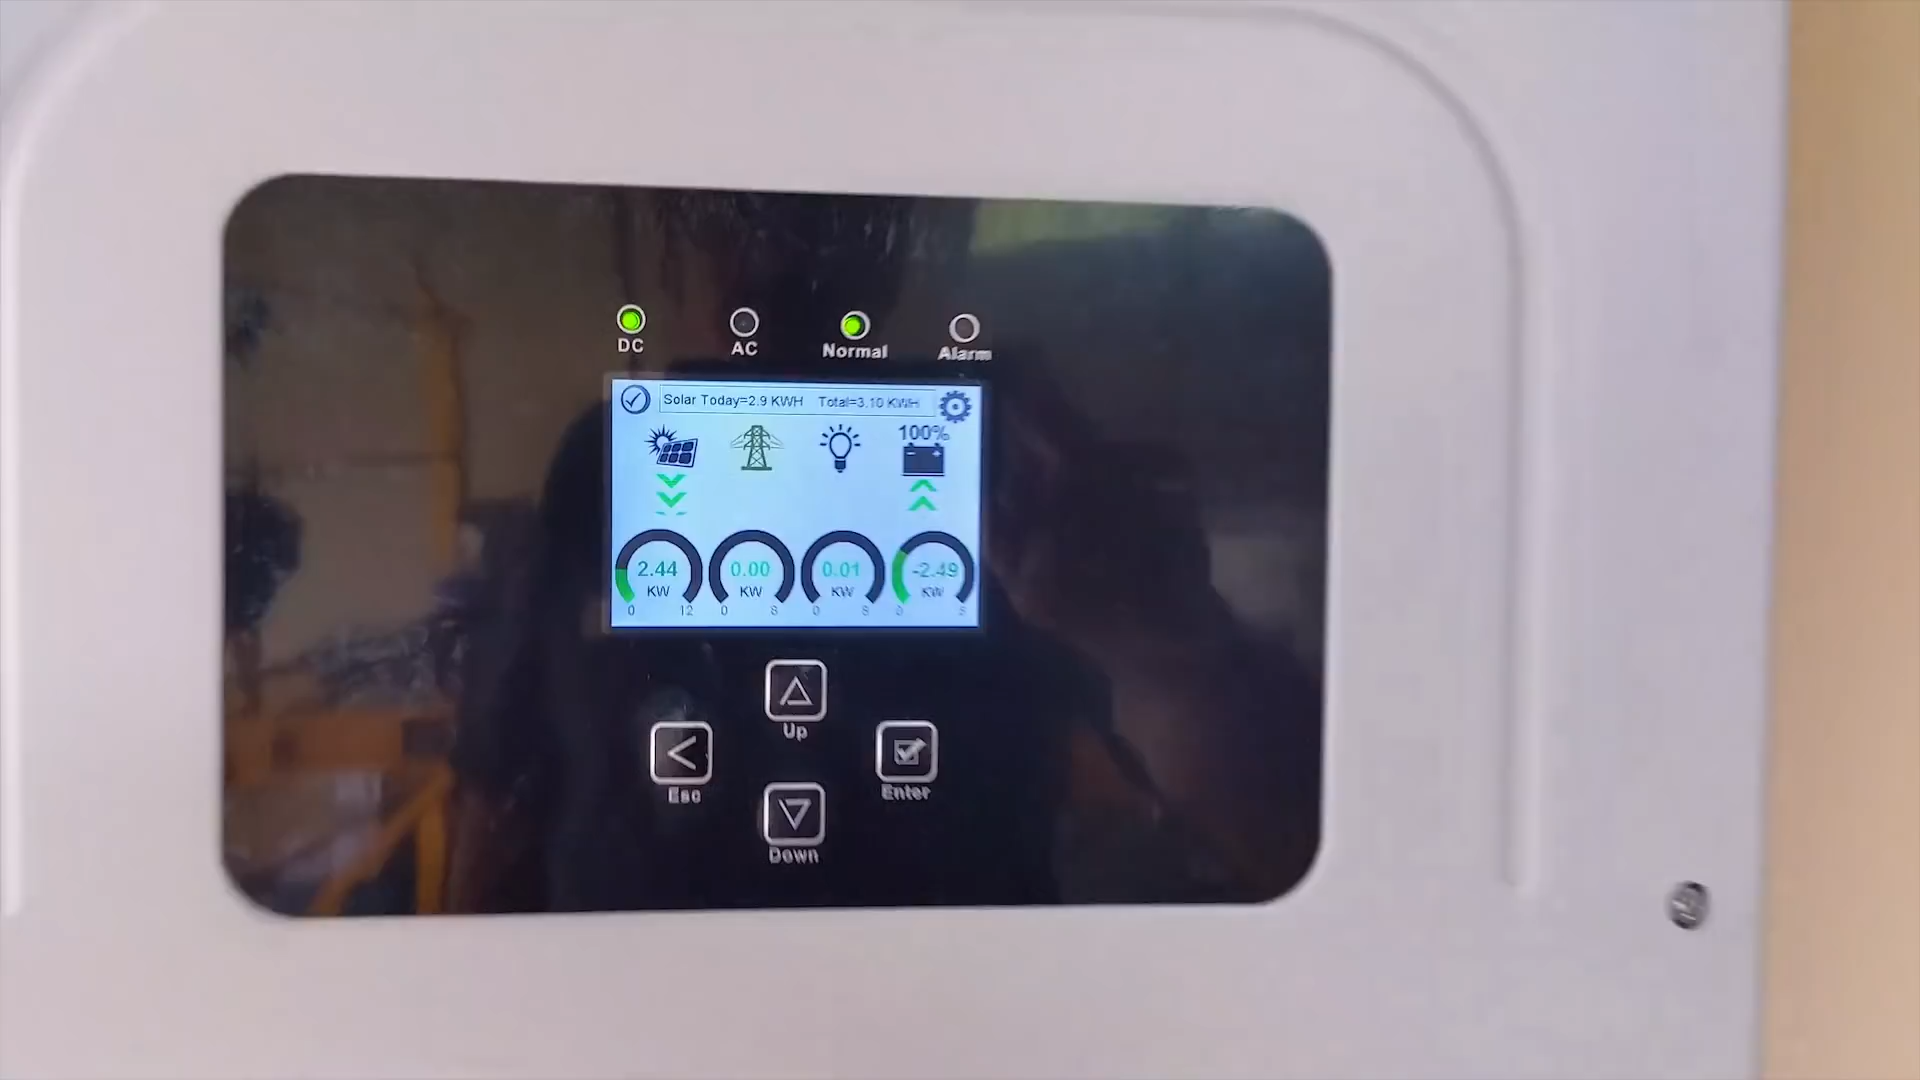 DC AC Normal Alarm
Solar Today=2.9 KWH Total=3.10 KWH
100%
2.44 0.00 0.01 -2.49
KW KW KW KW
0 12 0 8 0 8 0 8
Up
Esc Enter
Down